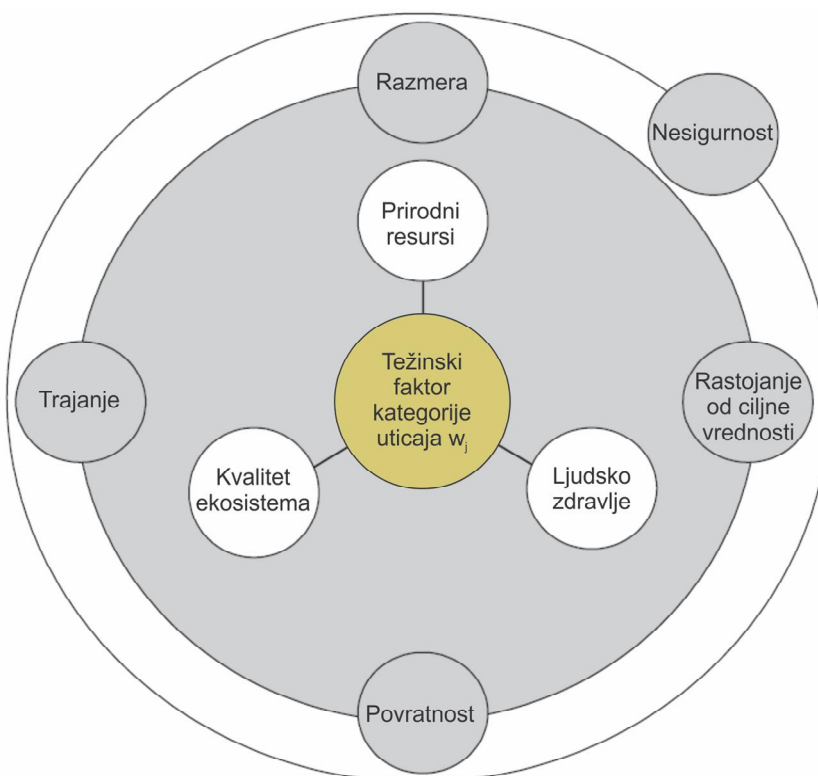 Razmera
Nesigurnost
Prirodni
resursi
Težinski
faktor
kategorije
uticaja wj
Trajanje
Rastojanje
od ciljne
vrednosti
Kvalitet
ekosistema
Ljudsko
zdravlje
Povratnost